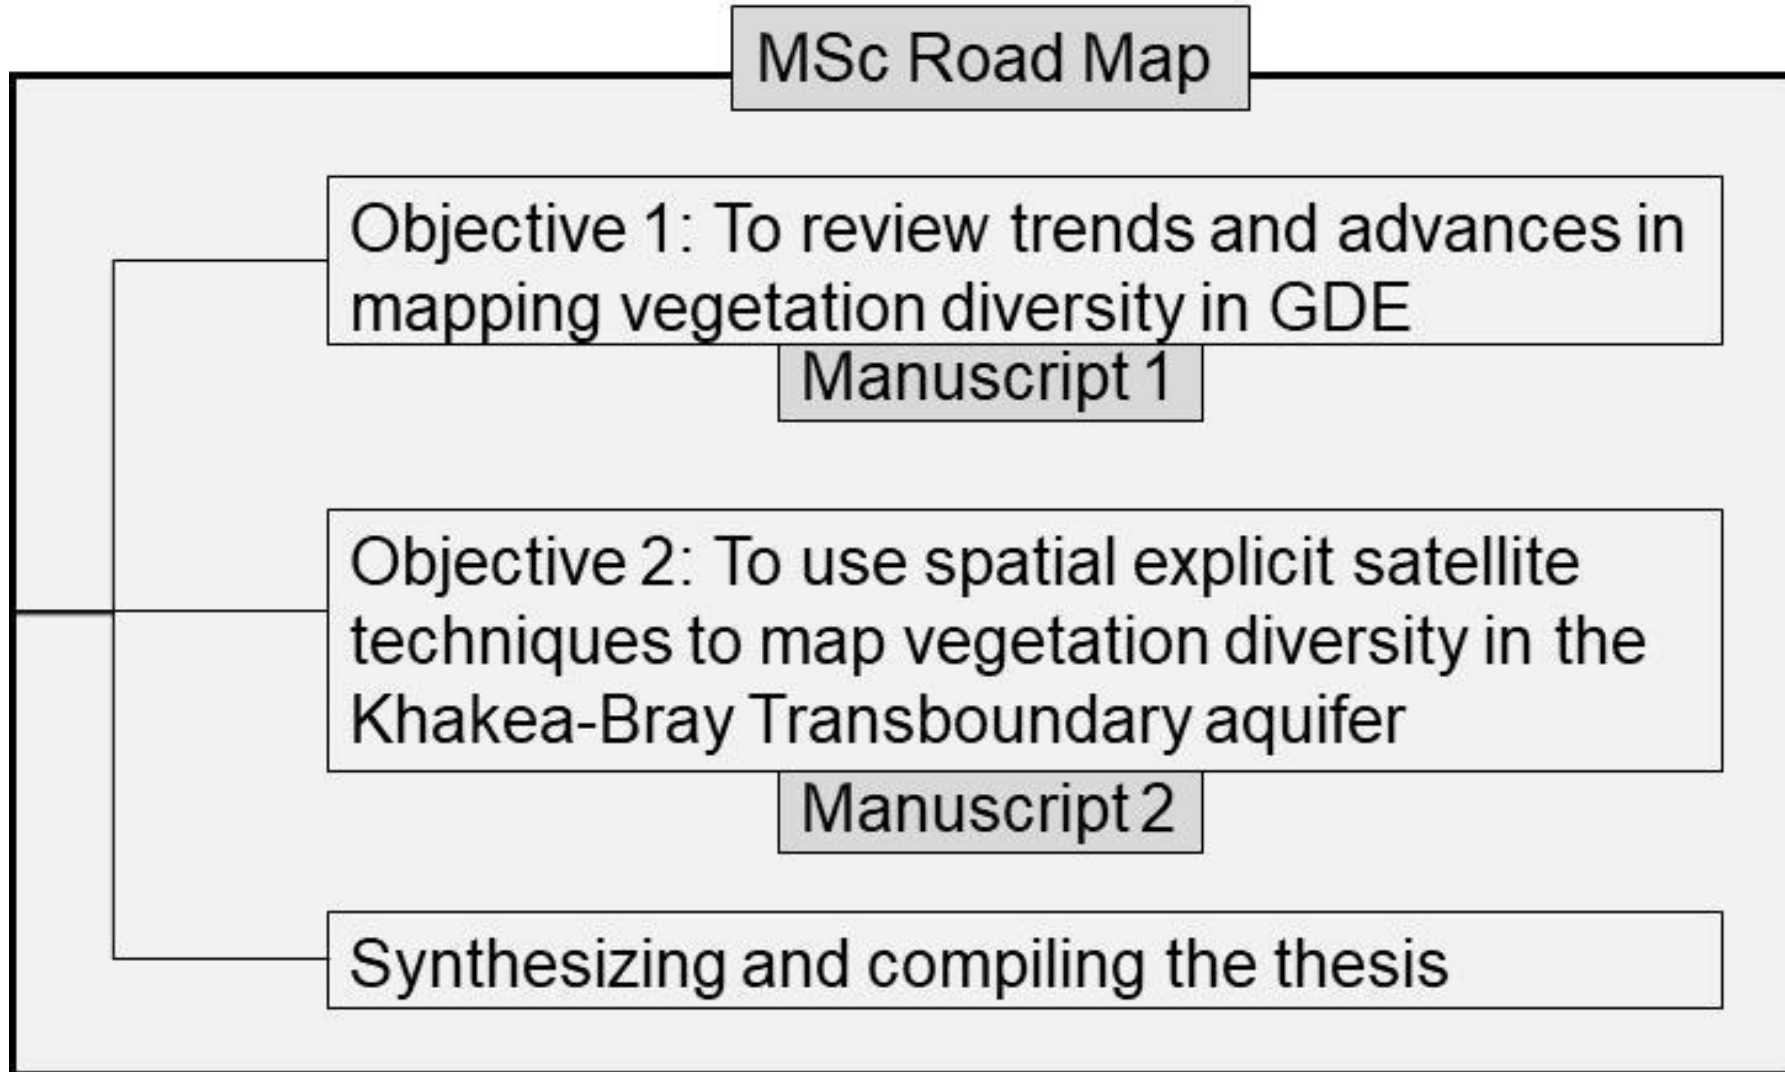 MSc Road Map
Objective 1: To review trends and advances in
mapping vegetation diversity in GDE
Manuscript 1
Objective 2: To use spatial explicit satellite
techniques to map vegetation diversity in the
Khakea-Bray Transboundary aquifer
Manuscript 2
Synthesizing and compiling the thesis